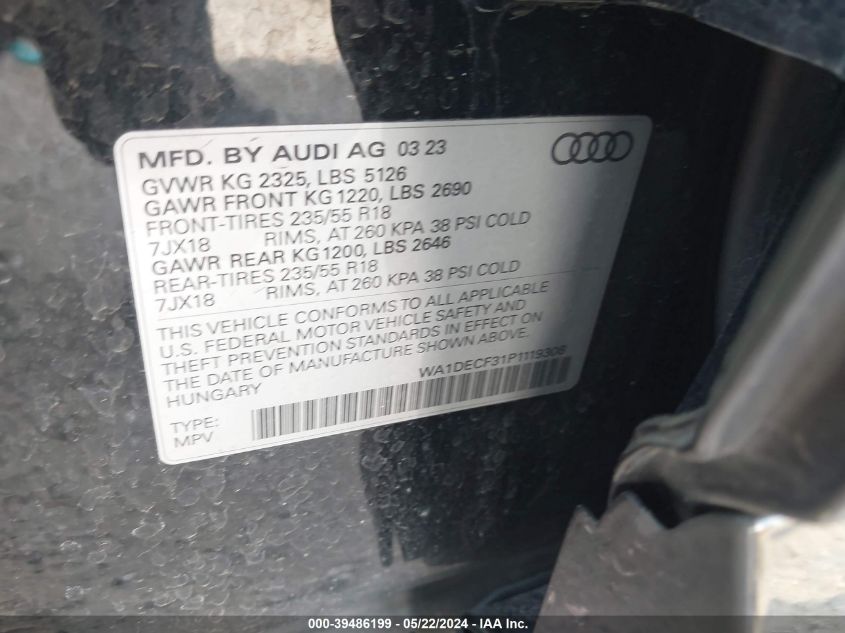 MFD. BY AUDI AG 03 23
GVWR KG 2325, LBS 5126
GAWR FRONT KG 1220, LBS 2690
FRONT-TIRES 235/55 R18
7JX18 RIMS, AT 260 KPA 38 PSI COLD
GAWR REAR KG 1200, LBS 2646
REAR-TIRES 235/55 R18
7JX18 RIMS, AT 260 KPA 38 PSI COLD
THIS VEHICLE CONFORMS TO ALL APPLICABLE
U.S. FEDERAL MOTOR VEHICLE SAFETY AND
THEFT PREVENTION STANDARDS IN EFFECT ON
THE DATE OF MANUFACTURE SHOWN ABOVE.
HUNGARY WA1DECF31P1119308
TYPE:
MPV
000-39486199 - 05/22/2024 - IAA Inc.